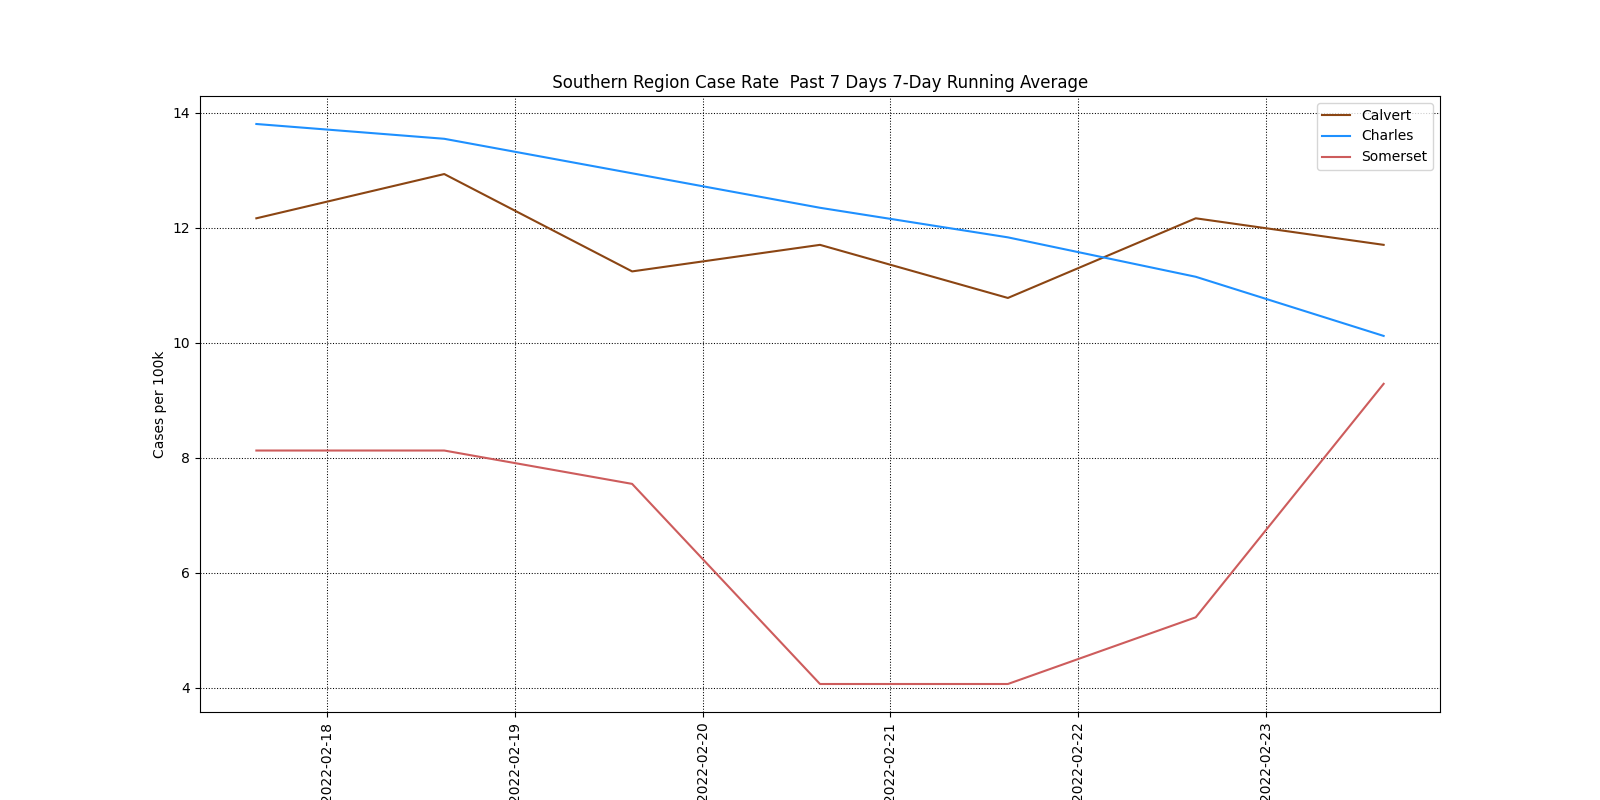 Southern Region Case Rate  Past 7 Days 7-Day Running Average
Calvert
Charles
Somerset
Cases per 100k
14
12
10
8
6
4
2022-02-18
2022-02-19
2022-02-20
2022-02-21
2022-02-22
2022-02-23